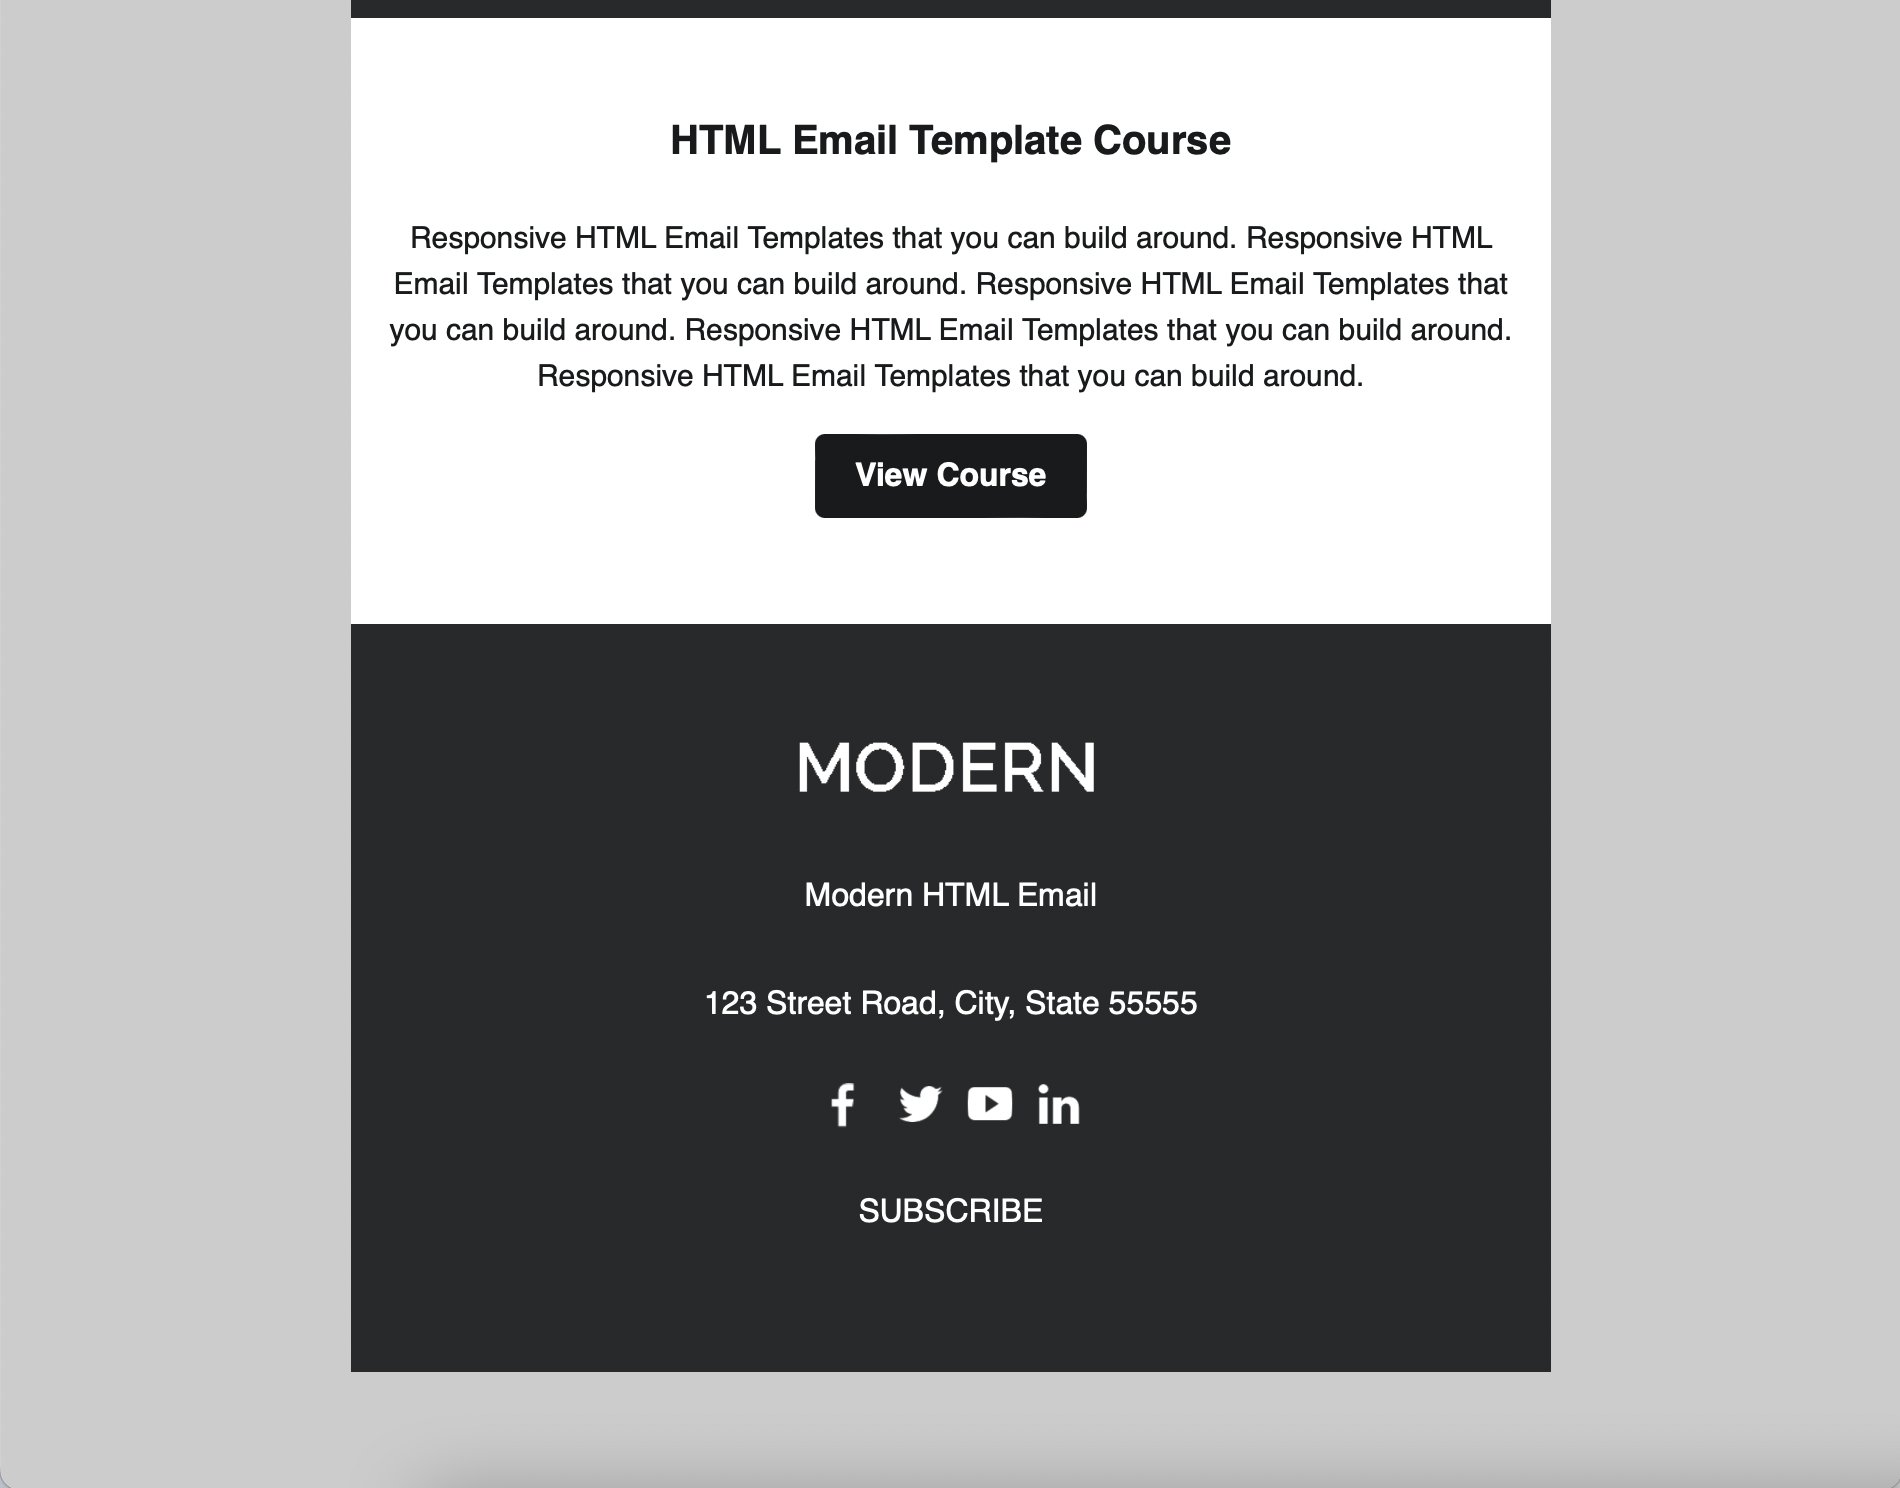 HTML Email Template Course
Responsive HTML Email Templates that you can build around. Responsive HTML
Email Templates that you can build around. Responsive HTML Email Templates that
you can build around. Responsive HTML Email Templates that you can build around.
Responsive HTML Email Templates that you can build around.
View Course
MODERN
Modern HTML Email
123 Street Road, City, State 55555
SUBSCRIBE